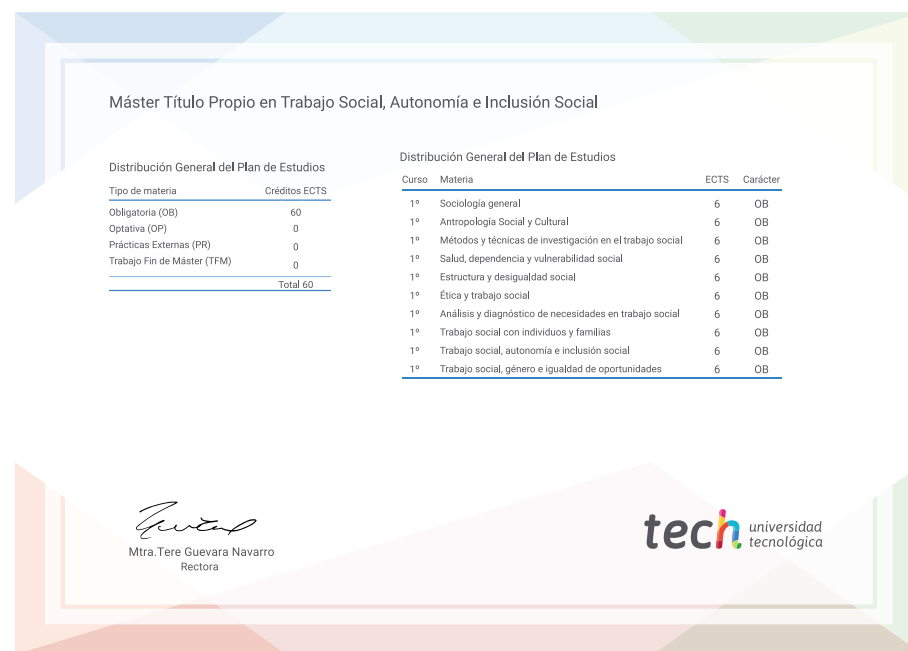 Máster Título Propio en Trabajo Social, Autonomía e Inclusión Social
Distribución General del Plan de Estudios
Tipo de materia Créditos ECTS
Obligatoria (OB) 60
Optativa (OP) 0
Prácticas Externas (PR) 0
Trabajo Fin de Máster (TFM) 0
Total 60
Distribución General del Plan de Estudios
Curso Materia ECTS Carácter
1º Sociología general 6 OB
1º Antropología Social y Cultural 6 OB
1º Métodos y técnicas de investigación en el trabajo social 6 OB
1º Salud, dependencia y vulnerabilidad social 6 OB
1º Estructura y desigualdad social 6 OB
1º Ética y trabajo social 6 OB
1º Análisis y diagnóstico de necesidades en trabajo social 6 OB
1º Trabajo social con individuos y familias 6 OB
1º Trabajo social, autonomía e inclusión social 6 OB
1º Trabajo social, género e igualdad de oportunidades 6 OB
Mtra.Tere Guevara Navarro
Rectora
tech universidad
tecnológica